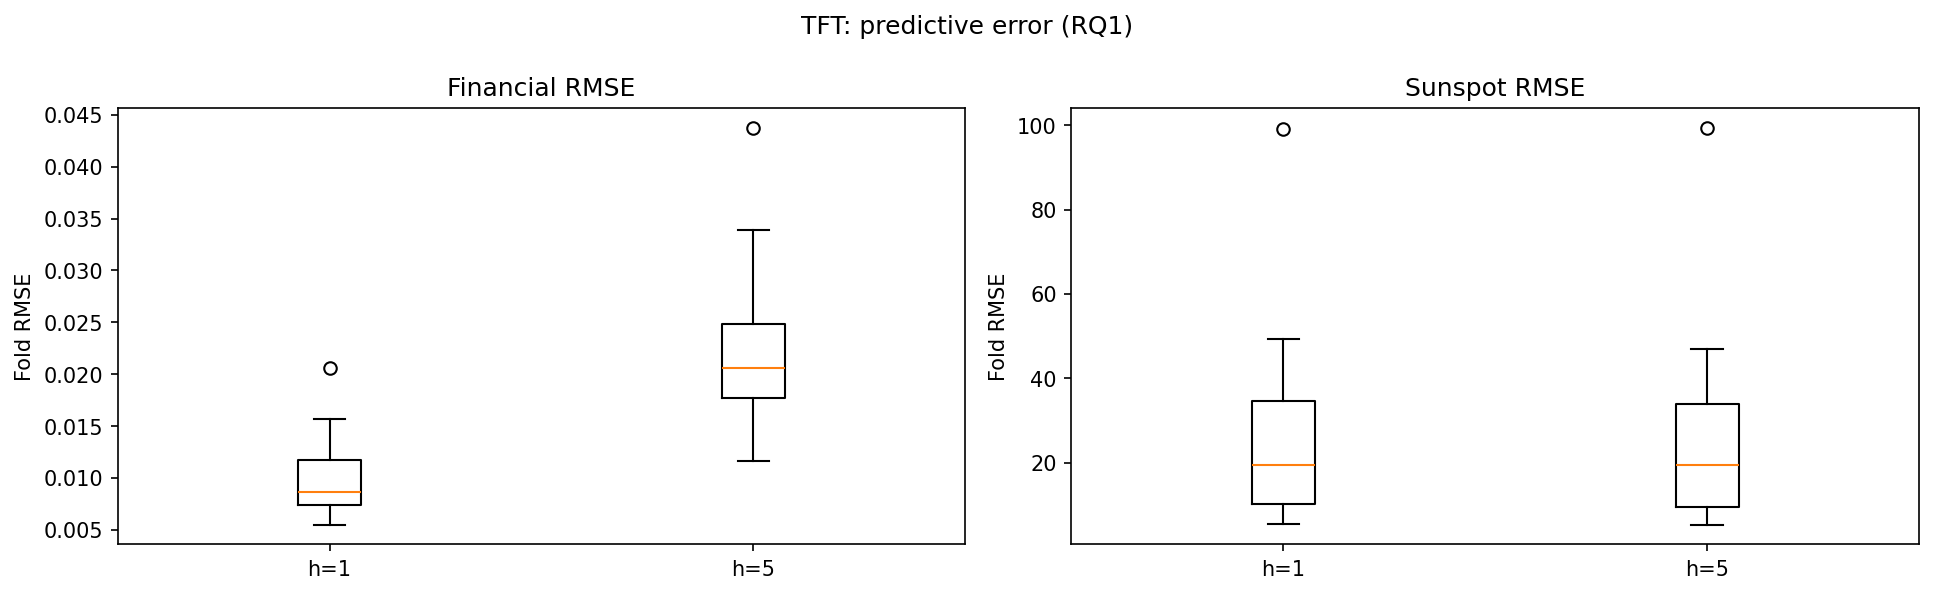 TFT: predictive error (RQ1)
Financial RMSE
Fold RMSE
0.045
0.040
0.035
0.030
0.025
0.020
0.015
0.010
0.005
h=1
h=5
Sunspot RMSE
Fold RMSE
100
80
60
40
20
h=1
h=5